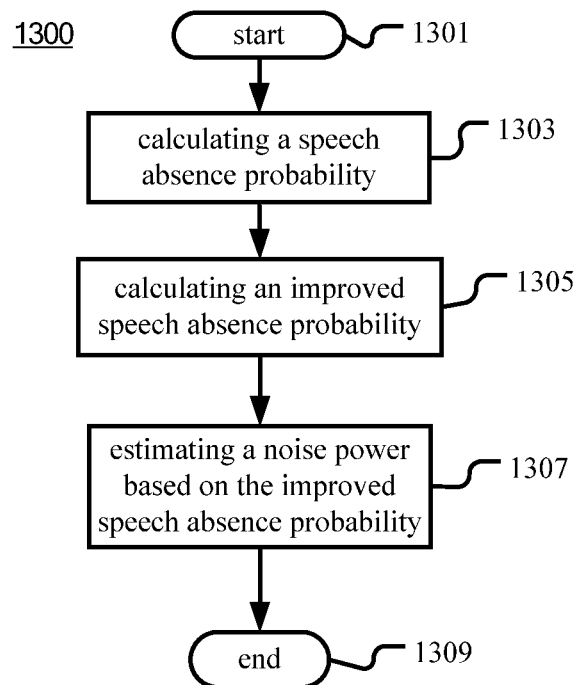 1300
start
1301
calculating a speech
absence probability
1303
calculating an improved
speech absence probability
1305
estimating a noise power
based on the improved
speech absence probability
1307
end
1309